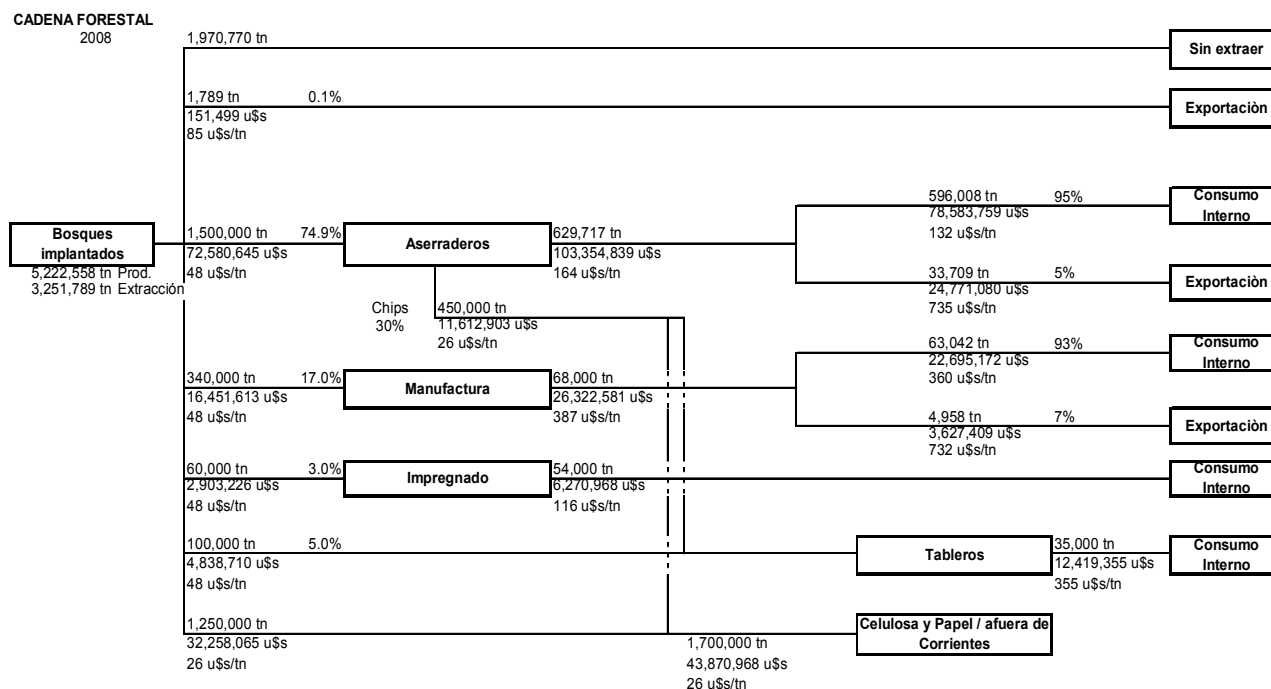 CADENA FORESTAL
2008
1,970,770 tn
Sin extraer
1,789 tn 0.1%
151,499 u$s
85 u$s/tn
Exportaciòn
Bosques
implantados
5,222,558 tn Prod.
3,251,789 tn Extracción
1,500,000 tn 74.9%
72,580,645 u$s
48 u$s/tn
Aserraderos
629,717 tn
103,354,839 u$s
164 u$s/tn
596,008 tn 95%
78,583,759 u$s
132 u$s/tn
Consumo
Interno
33,709 tn 5%
24,771,080 u$s
735 u$s/tn
Exportaciòn
Chips
30%
450,000 tn
11,612,903 u$s
26 u$s/tn
340,000 tn 17.0%
16,451,613 u$s
48 u$s/tn
Manufactura
68,000 tn
26,322,581 u$s
387 u$s/tn
63,042 tn 93%
22,695,172 u$s
360 u$s/tn
Consumo
Interno
4,958 tn 7%
3,627,409 u$s
732 u$s/tn
Exportaciòn
60,000 tn 3.0%
2,903,226 u$s
48 u$s/tn
Impregnado
54,000 tn
6,270,968 u$s
116 u$s/tn
Consumo
Interno
100,000 tn 5.0%
4,838,710 u$s
48 u$s/tn
Tableros
35,000 tn
12,419,355 u$s
355 u$s/tn
Consumo
Interno
1,250,000 tn
32,258,065 u$s
26 u$s/tn
1,700,000 tn
43,870,968 u$s
26 u$s/tn
Celulosa y Papel / afuera de
Corrientes